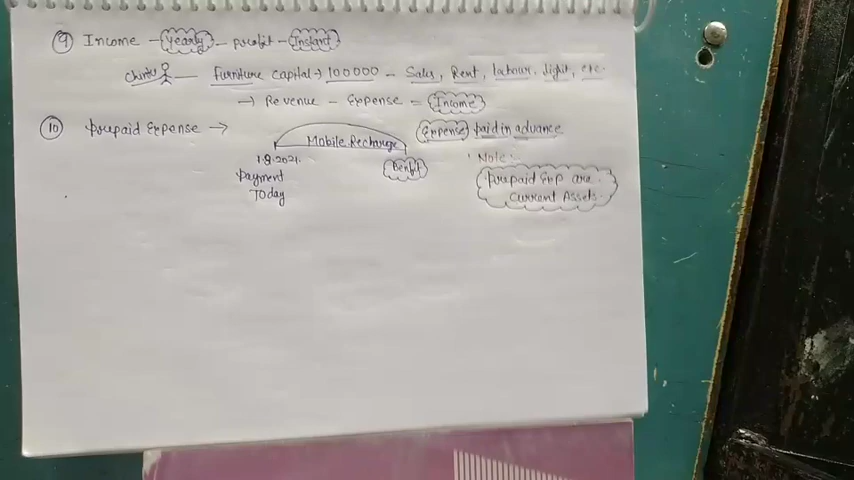 9 Income - Yearly - profit - Instant
Chintu — Furniture Capital → 100000 - Sales, Rent, labour, light, etc.
→ Revenue - Expense = Income
10 Prepaid Expense → Mobile Recharge Expense paid in advance
1.9.2021. Benefit Note:
Payment Prepaid Exp are
Today Current Assets.